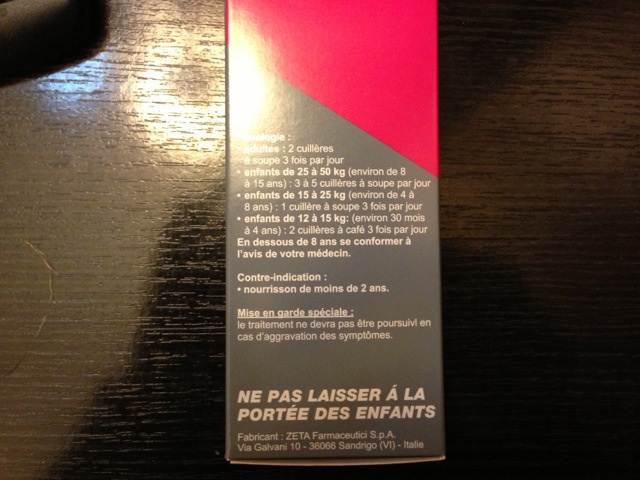 adultes : 2 cuillères
à soupe 3 fois par jour
• enfants de 25 à 50 kg (environ de 8
à 15 ans) : 3 à 5 cuillères à soupe par jour
• enfants de 15 à 25 kg (environ de 4 à
8 ans) : 1 cuillère à soupe 3 fois par jour
• enfants de 12 à 15 kg: (environ 30 mois
à 4 ans) : 2 cuillères à café 3 fois par jour
En dessous de 8 ans se conformer à
l'avis de votre médecin.
Contre-indication :
• nourrisson de moins de 2 ans.
Mise en garde spéciale :
le traitement ne devra pas être poursuivi en
cas d'aggravation des symptômes.
NE PAS LAISSER Á LA
PORTÉE DES ENFANTS
Fabricant : ZETA Farmaceutici S.p.A.
Via Galvani 10 - 36066 Sandrigo (VI) - Italie